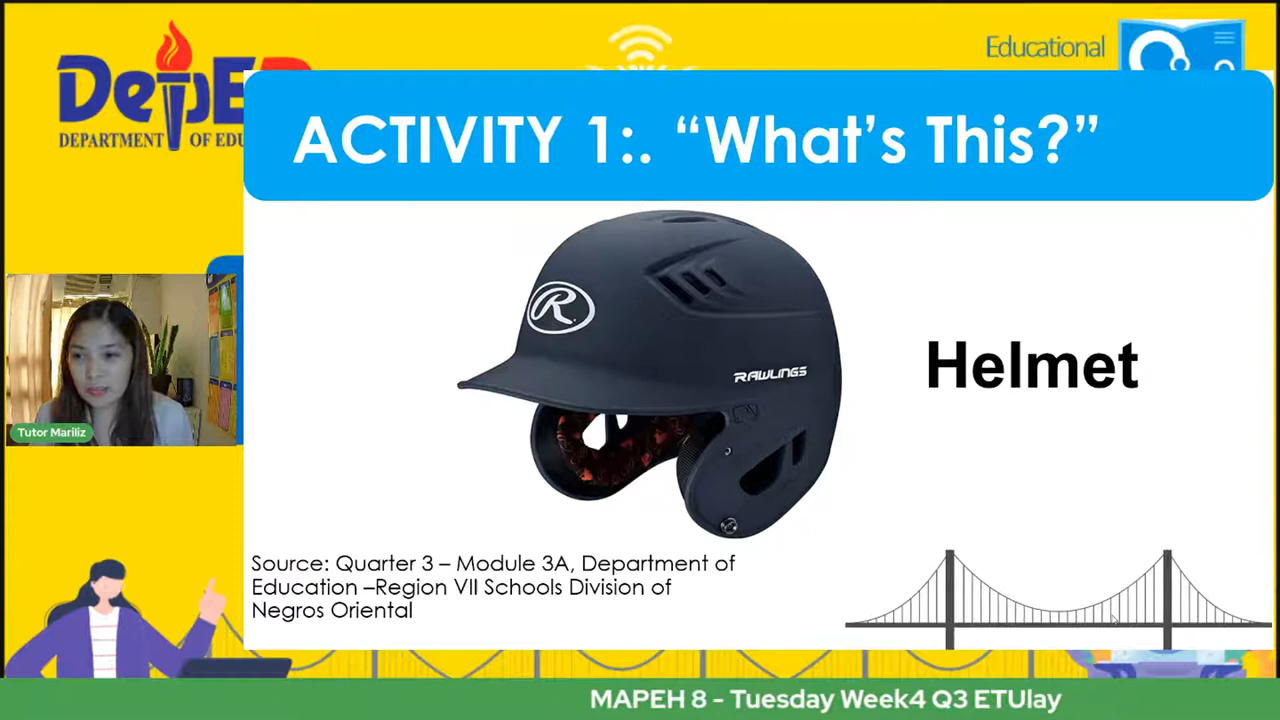 DepED
DEPARTMENT OF EDU
Educational
ACTIVITY 1:. “What’s This?”
R
RAWLINGS
Helmet
Tutor Mariliz
Source: Quarter 3 – Module 3A, Department of
Education –Region VII Schools Division of
Negros Oriental
MAPEH 8 - Tuesday Week4 Q3 ETUlay